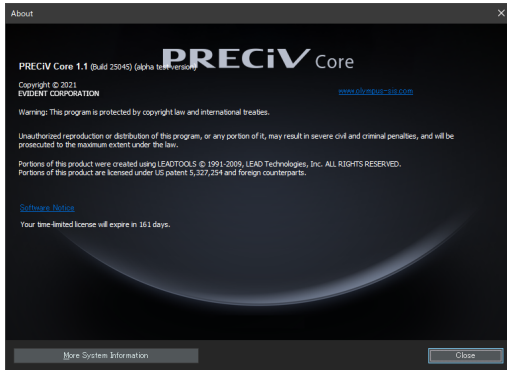 About
PRECiV Core
PRECiV Core 1.1 (Build 25045) (alpha test version)
Copyright © 2021
EVIDENT CORPORATION
www.olympus-sis.com
Warning: This program is protected by copyright law and international treaties.
Unauthorized reproduction or distribution of this program, or any portion of it, may result in severe civil and criminal penalties, and will be
prosecuted to the maximum extent under the law.
Portions of this product were created using LEADTOOLS © 1991-2009, LEAD Technologies, Inc. ALL RIGHTS RESERVED.
Portions of this product are licensed under US patent 5,327,254 and foreign counterparts.
Software Notice
Your time-limited license will expire in 161 days.
More System Information
Close